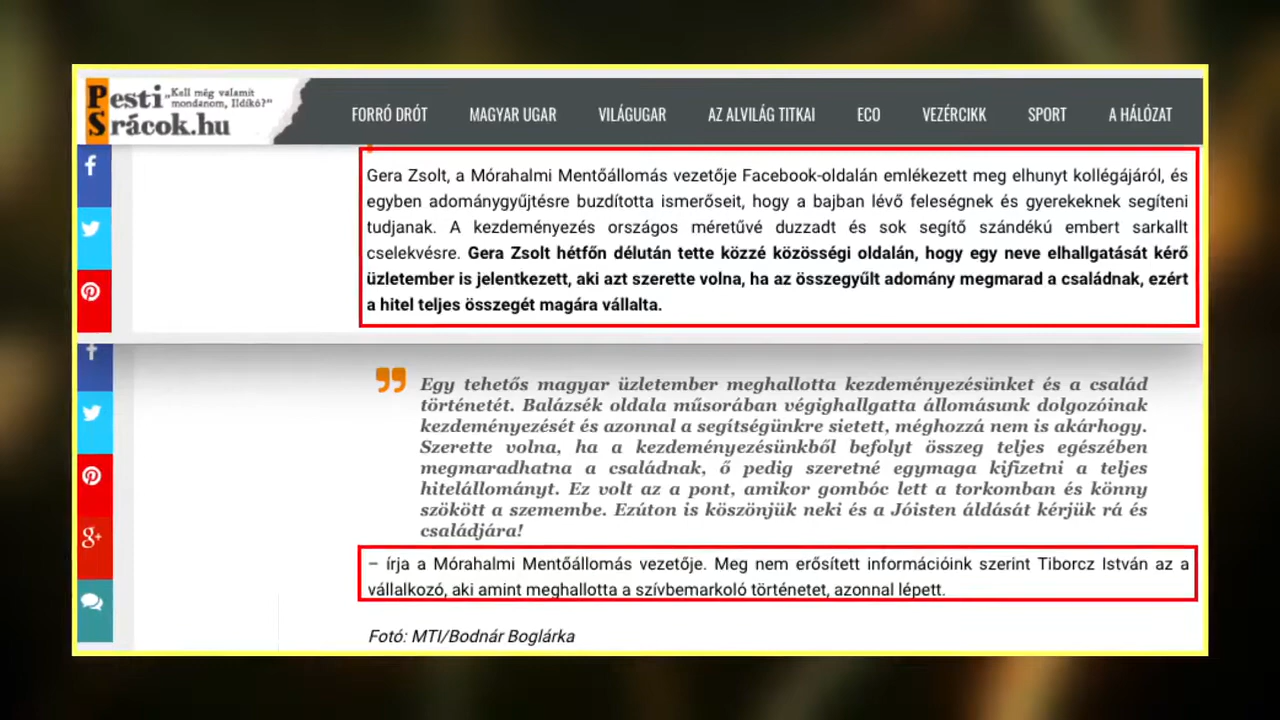 Pesti „Kell még valamit
mondanom, Ildikó?”
Srácok.hu
FORRÓ DRÓT MAGYAR UGAR VILÁGUGAR AZ ALVILÁG TITKAI ECO VEZÉRCIKK SPORT A HÁLÓZAT
Gera Zsolt, a Mórahalmi Mentőállomás vezetője Facebook-oldalán emlékezett meg elhunyt kollégájáról, és
egyben adománygyűjtésre buzdította ismerőseit, hogy a bajban lévő feleségnek és gyerekeknek segíteni
tudjanak. A kezdeményezés országos méretűvé duzzadt és sok segítő szándékú embert sarkallt
cselekvésre. Gera Zsolt hétfőn délután tette közzé közösségi oldalán, hogy egy neve elhallgatását kérő
üzletember is jelentkezett, aki azt szerette volna, ha az összegyűlt adomány megmarad a családnak, ezért
a hitel teljes összegét magára vállalta.
Egy tehetős magyar üzletember meghallotta kezdeményezésünket és a család
történetét. Balázsék oldala műsorában végighallgatta állomásunk dolgozóinak
kezdeményezését és azonnal a segítségünkre sietett, méghozzá nem is akárhogy.
Szerette volna, ha a kezdeményezésünkből befolyt összeg teljes egészében
megmaradhatna a családnak, ő pedig szeretné egymaga kifizetni a teljes
hitelállományt. Ez volt az a pont, amikor gombóc lett a torkomban és könny
szökött a szemembe. Ezúton is köszönjük neki és a Jóisten áldását kérjük rá és
családjára!
– írja a Mórahalmi Mentőállomás vezetője. Meg nem erősített információink szerint Tiborcz István az a
vállalkozó, aki amint meghallotta a szívbemarkoló történetet, azonnal lépett.
Fotó: MTI/Bodnár Boglárka